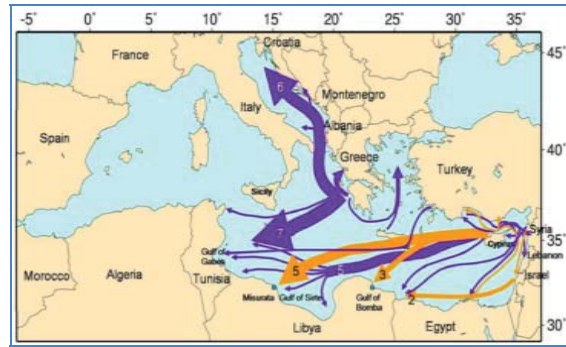 -5° 0° 5° 10° 15° 20° 25° 30° 35°
Croatia
45°
France
6
Montenegro
Italy
Albania
Spain
40°
Greece
Turkey
Sicily
7
Syria
35°
Cyprus
Gulf of
Gabes
5
5
3
Lebanon
Israel
Morocco
Algeria
Tunisia
Misurata
Gulf of Sirte
Gulf of
Bomba
2
Libya
Egypt
30°